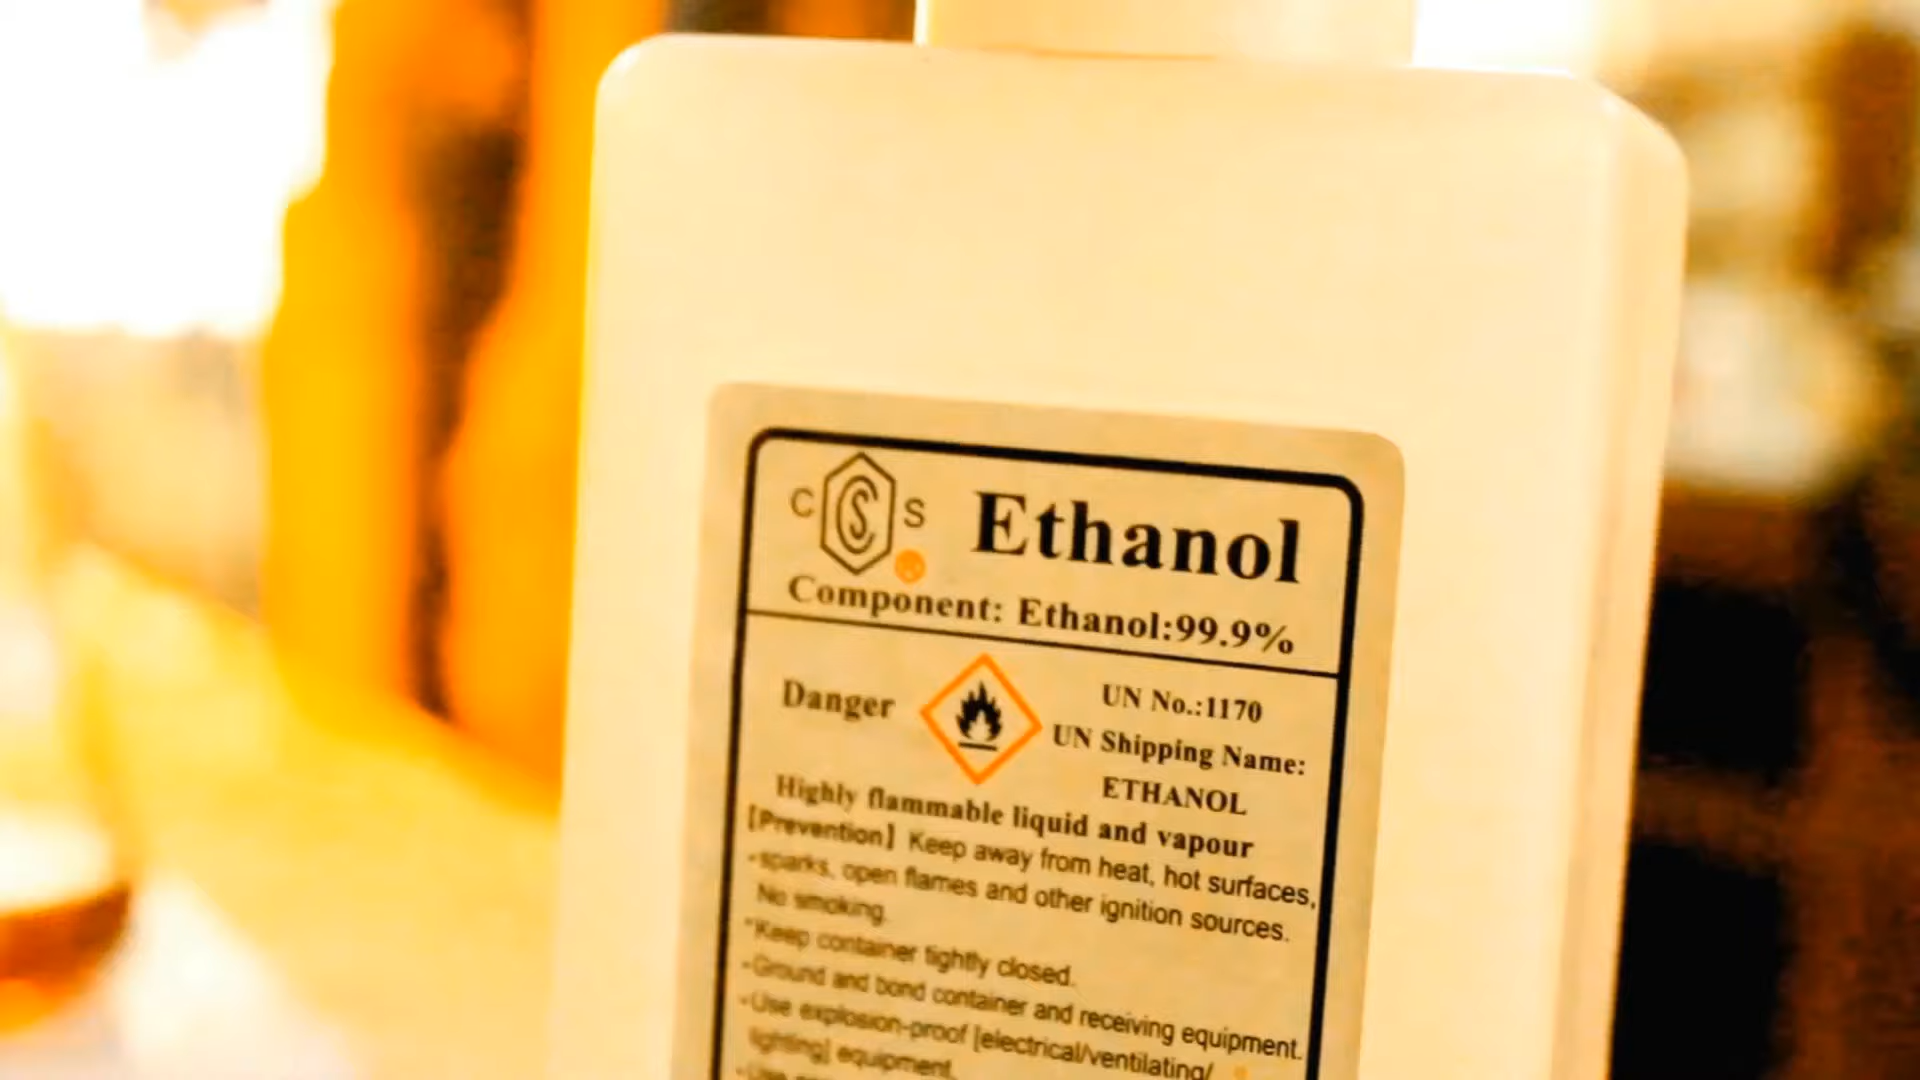 C S Ethanol
Component: Ethanol:99.9%
Danger
UN No.:1170
UN Shipping Name:
ETHANOL
Highly flammable liquid and vapour
[Prevention] Keep away from heat, hot surfaces,
-sparks, open flames and other ignition sources.
No smoking.
-Keep container tightly closed.
-Ground and bond container and receiving equipment.
-Use explosion-proof [electrical/ventilating/
lighting] equipment.
-Use